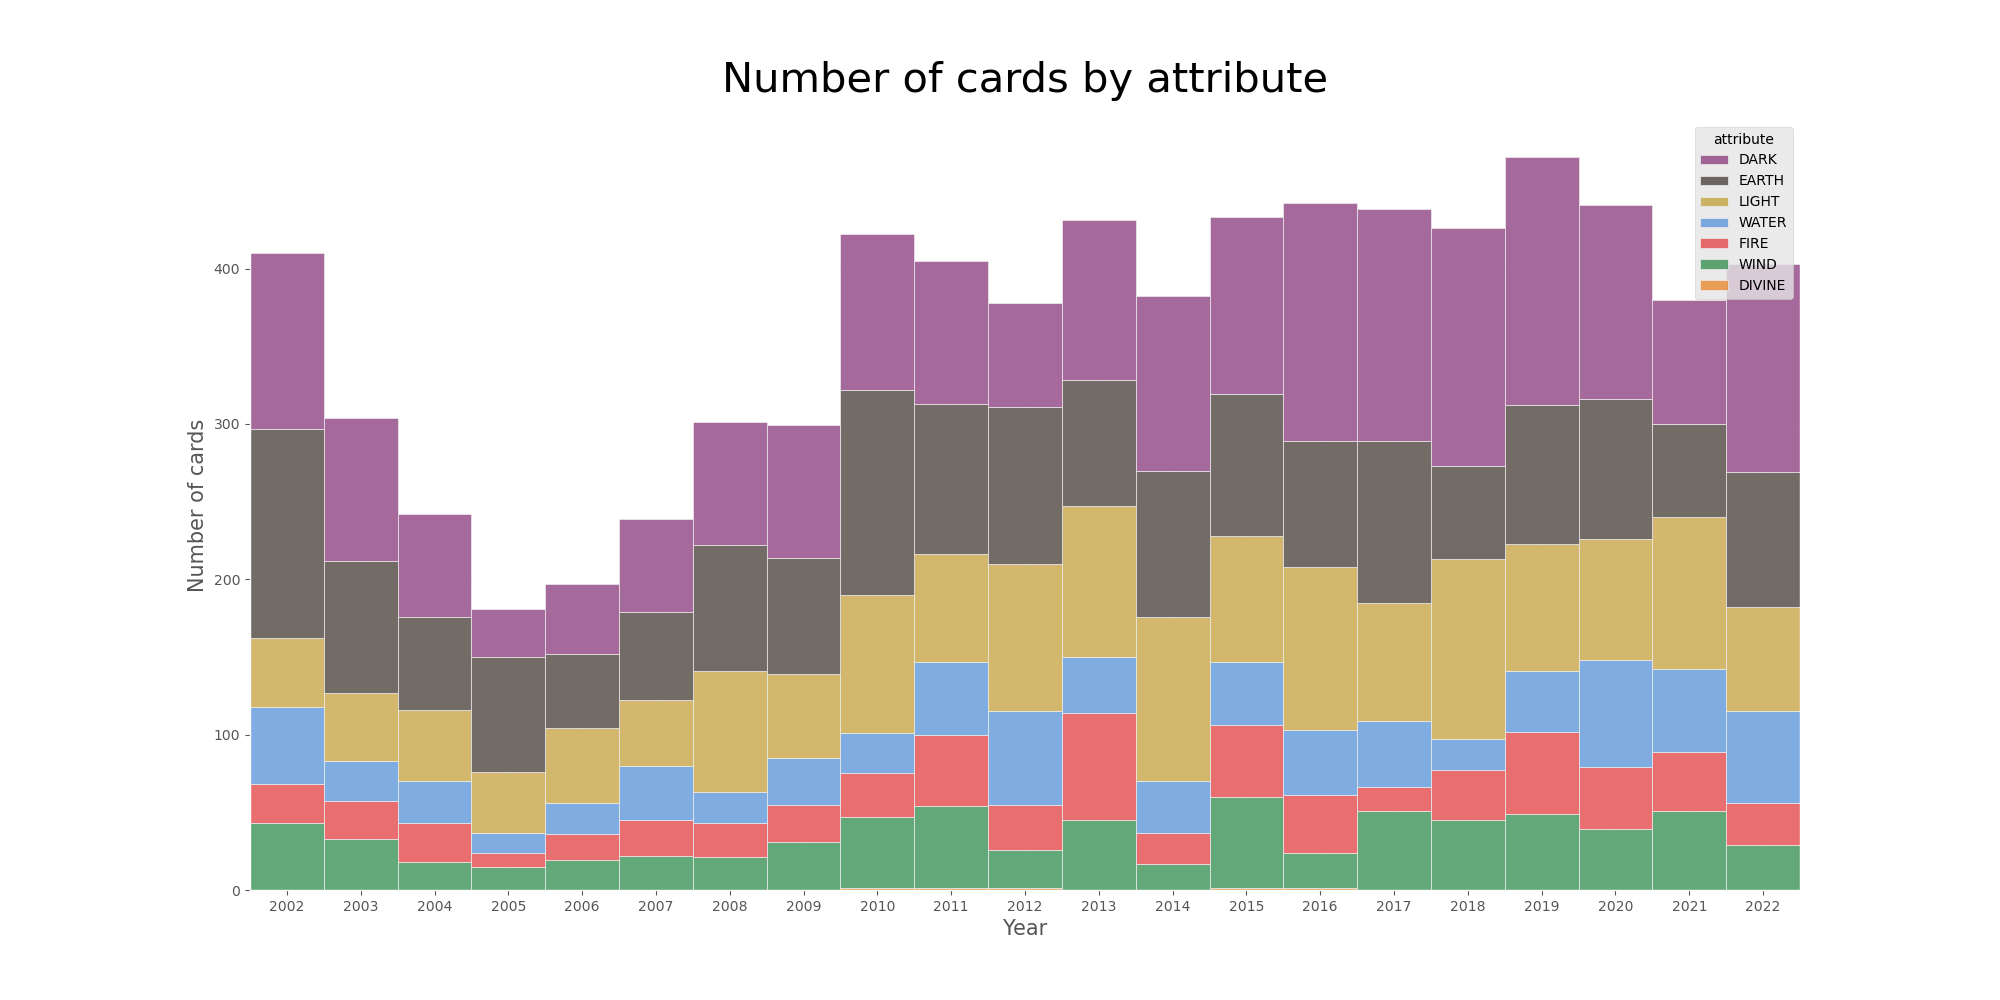 Number of cards by attribute
attribute
DARK
EARTH
LIGHT
WATER
FIRE
WIND
DIVINE
Number of cards
400
300
200
100
0
2002 2003 2004 2005 2006 2007 2008 2009 2010 2011 2012 2013 2014 2015 2016 2017 2018 2019 2020 2021 2022
Year